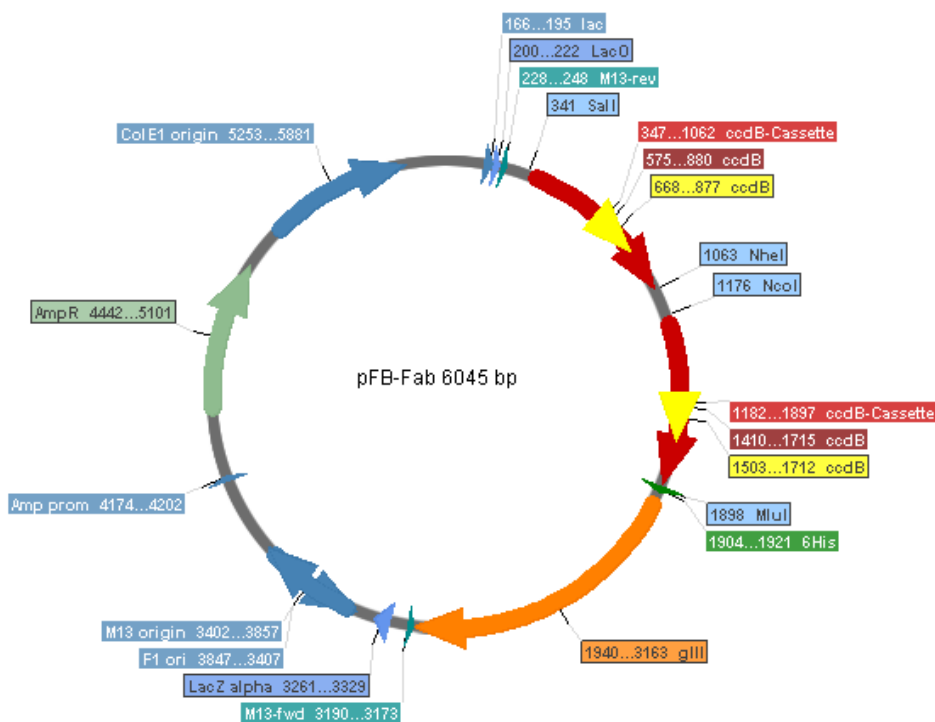 166...195 lac
200...222 LacO
228...248 M13-rev
341 SalI
347...1062 ccdB-Cassette
575...880 ccdB
668...877 ccdB
1063 NheI
1176 NcoI
1182...1897 ccdB-Cassette
1410...1715 ccdB
1503...1712 ccdB
1898 MluI
1904...1921 6His
1940...3163 gIII
M13-fwd 3190...3173
LacZ alpha 3261...3329
F1 ori 3847...3407
M13 origin 3402...3857
Amp prom 4174...4202
AmpR 4442...5101
ColE1 origin 5253...5881
pFB-Fab 6045 bp